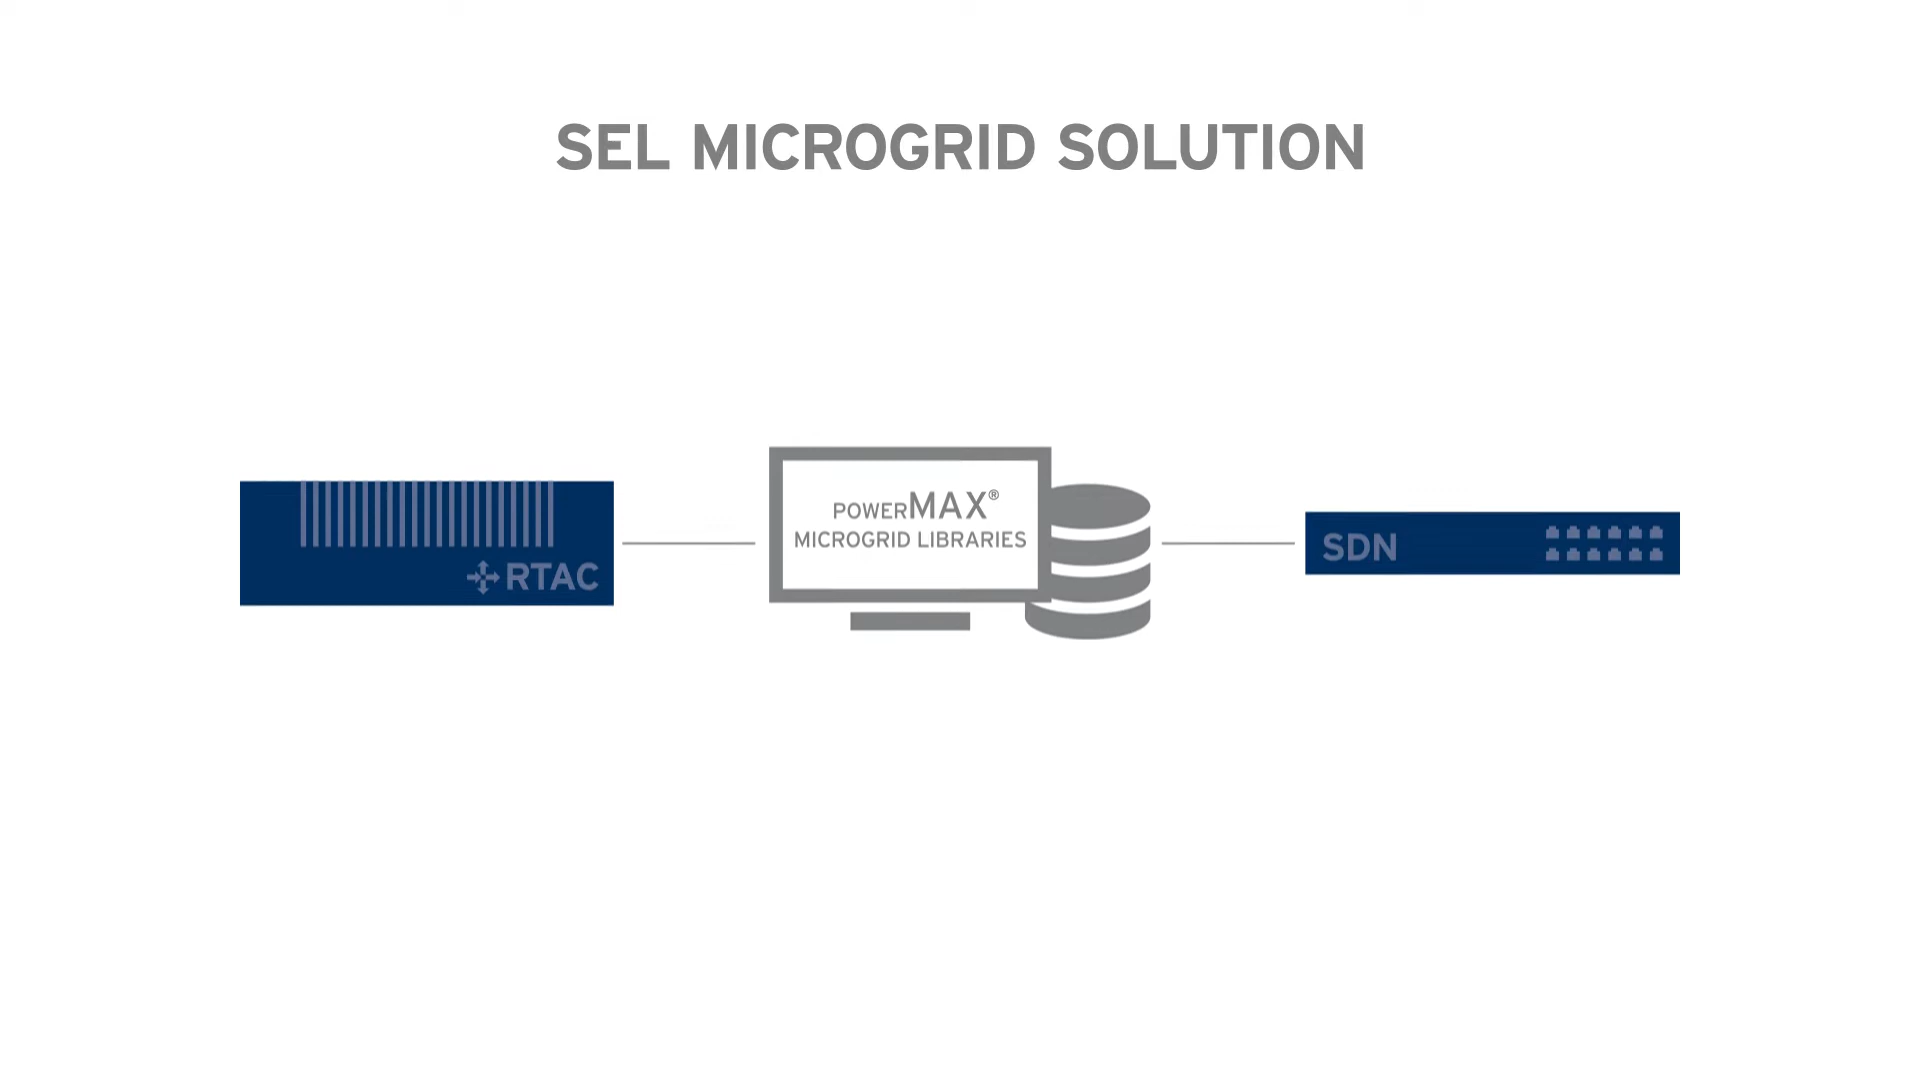 SEL MICROGRID SOLUTION
POWERMAX®
MICROGRID LIBRARIES
RTAC
SDN